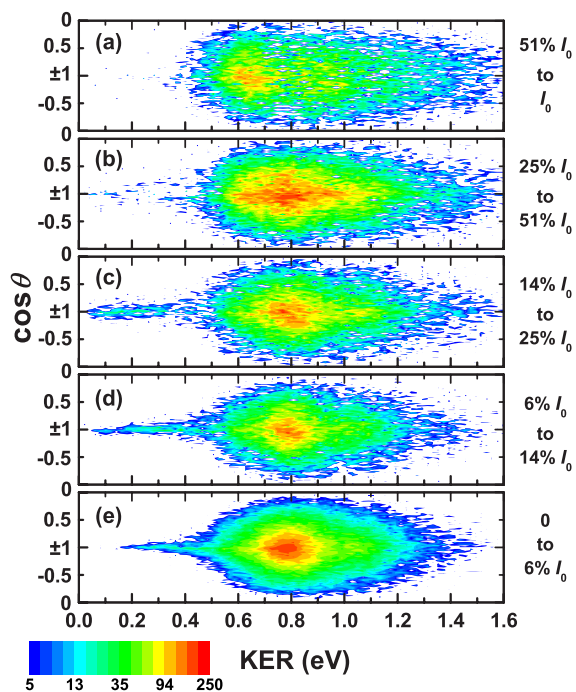 0
(a)
0.5
±1
-0.5
0
51% I₀
to
I₀
(b)
0.5
±1
-0.5
0
25% I₀
to
51% I₀
(c)
0.5
±1
-0.5
0
14% I₀
to
25% I₀
(d)
0.5
±1
-0.5
0
6% I₀
to
14% I₀
(e)
0.5
±1
-0.5
0
0
to
6% I₀
cos θ
0.0 0.2 0.4 0.6 0.8 1.0 1.2 1.4 1.6
KER (eV)
5 13 35 94 250